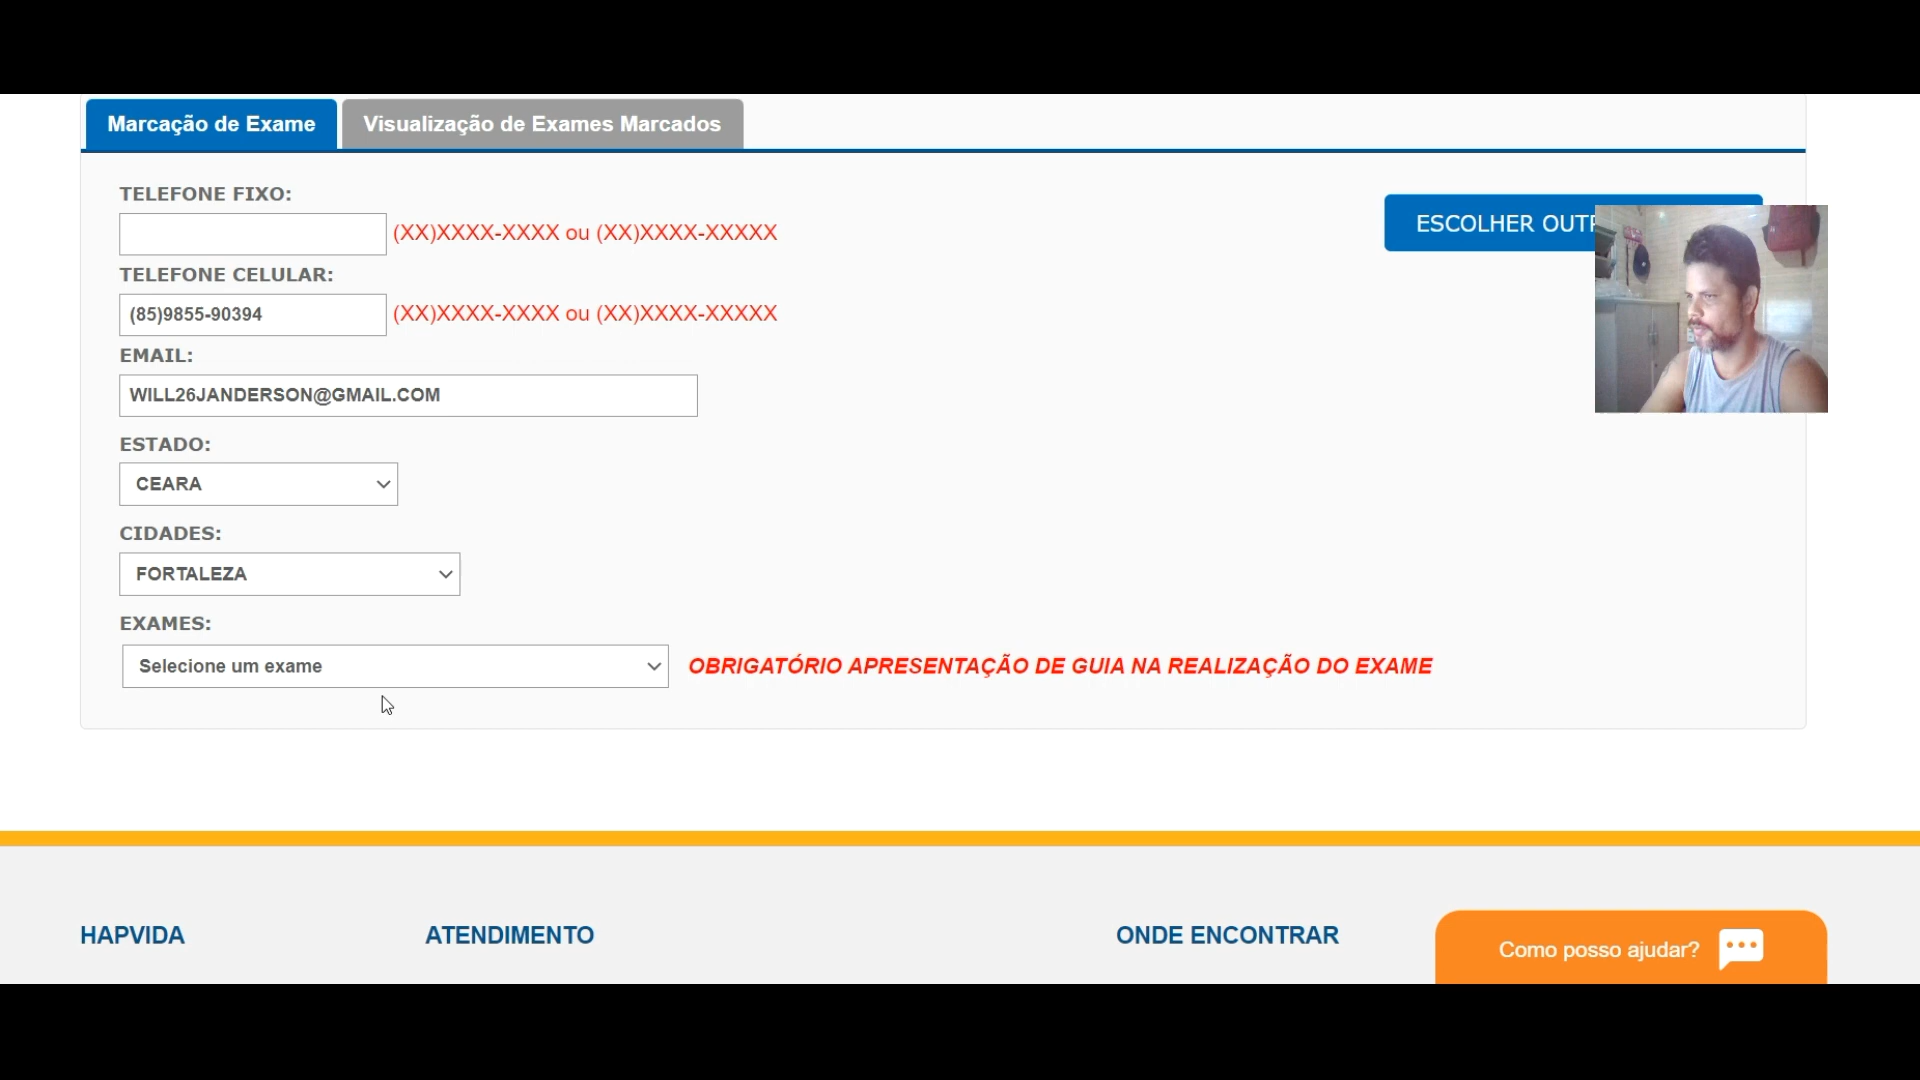 Marcação de Exame
Visualização de Exames Marcados
TELEFONE FIXO:
(XX)XXXX-XXXX ou (XX)XXXX-XXXXX
ESCOLHER
TELEFONE CELULAR:
(85)9855-90394
(XX)XXXX-XXXX ou (XX)XXXX-XXXXX
EMAIL:
WILL26JANDERSON@GMAIL.COM
ESTADO:
CEARA
CIDADES:
FORTALEZA
EXAMES:
Selecione um exame
OBRIGATÓRIO APRESENTAÇÃO DE GUIA NA REALIZAÇÃO DO EXAME
HAPVIDA
ATENDIMENTO
ONDE ENCONTRAR
Como posso ajudar?